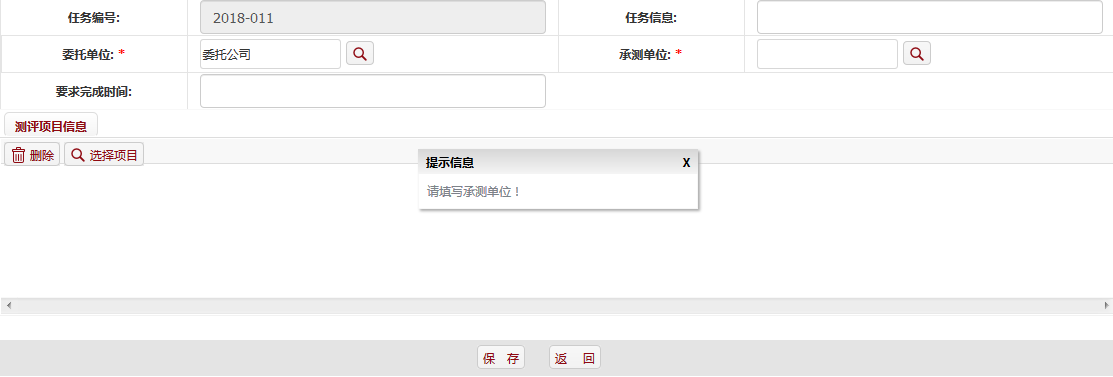 任务编号: 2018-011 任务信息:
委托单位: * 委托公司 承测单位: *
要求完成时间:
测评项目信息
删除 选择项目
提示信息 X
请填写承测单位！
保 存 返 回